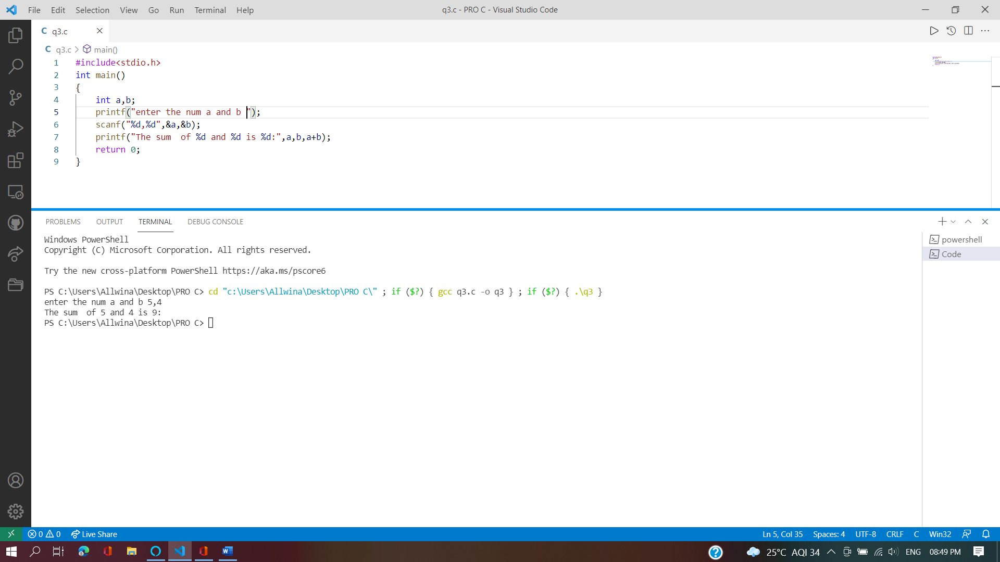 File Edit Selection View Go Run Terminal Help
q3.c - PRO C - Visual Studio Code
C q3.c
C q3.c > main()
1 #include<stdio.h>
2 int main()
3 {
4 int a,b;
5 printf("enter the num a and b ");
6 scanf("%d,%d",&a,&b);
7 printf("The sum  of %d and %d is %d:",a,b,a+b);
8 return 0;
9 }
PROBLEMS OUTPUT TERMINAL DEBUG CONSOLE
Windows PowerShell
Copyright (C) Microsoft Corporation. All rights reserved.
Try the new cross-platform PowerShell https://aka.ms/pscore6
PS C:\Users\Allwina\Desktop\PRO C> cd "c:\Users\Allwina\Desktop\PRO C\" ; if ($?) { gcc q3.c -o q3 } ; if ($?) { .\q3 }
enter the num a and b 5,4
The sum  of 5 and 4 is 9:
PS C:\Users\Allwina\Desktop\PRO C>
powershell
Code
0 0 Live Share
Ln 5, Col 35 Spaces: 4 UTF-8 CRLF C Win32
25°C AQI 34 ENG 08:49 PM